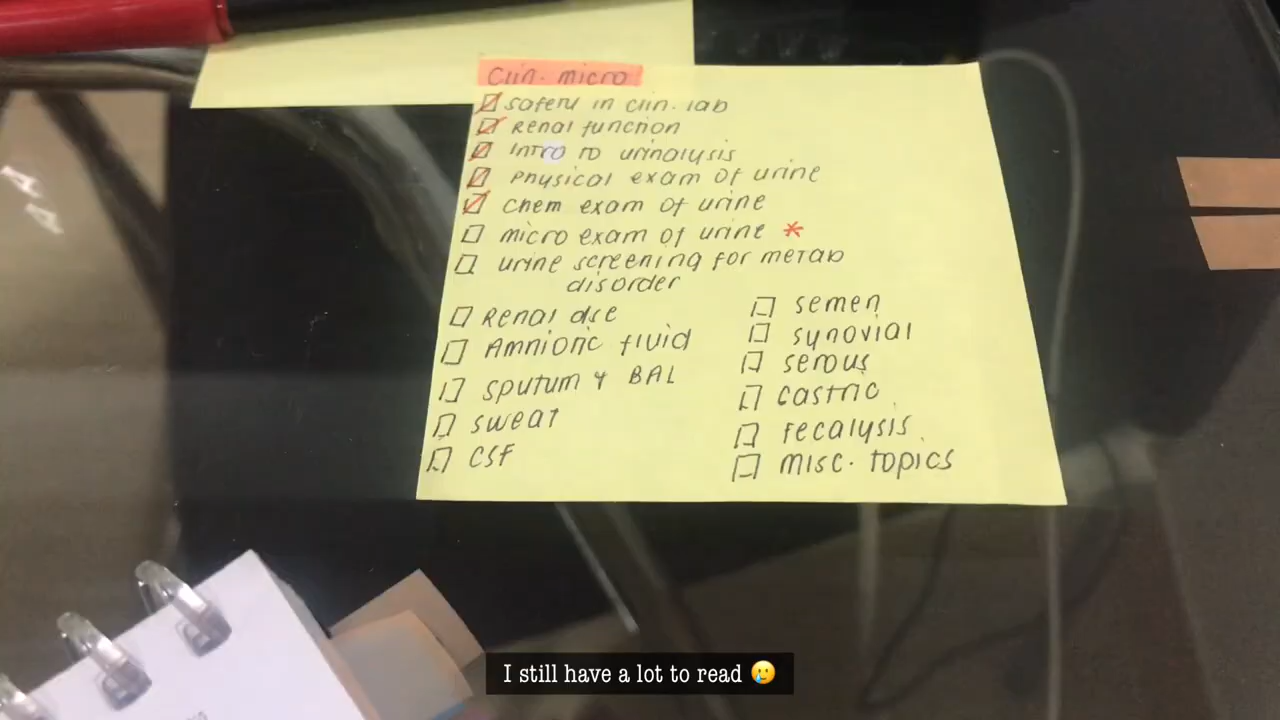 Clin. micro
safety in clin. lab
Renal function
Intro to urinalysis
Physical exam of urine
Chem exam of urine
micro exam of urine *
urine screening for metab
disorder
Renal dse
Amniotic fluid
sputum & BAL
sweat
CSF
semen
synovial
serous
Gastric
Fecalysis
misc. topics
I still have a lot to read 🥲